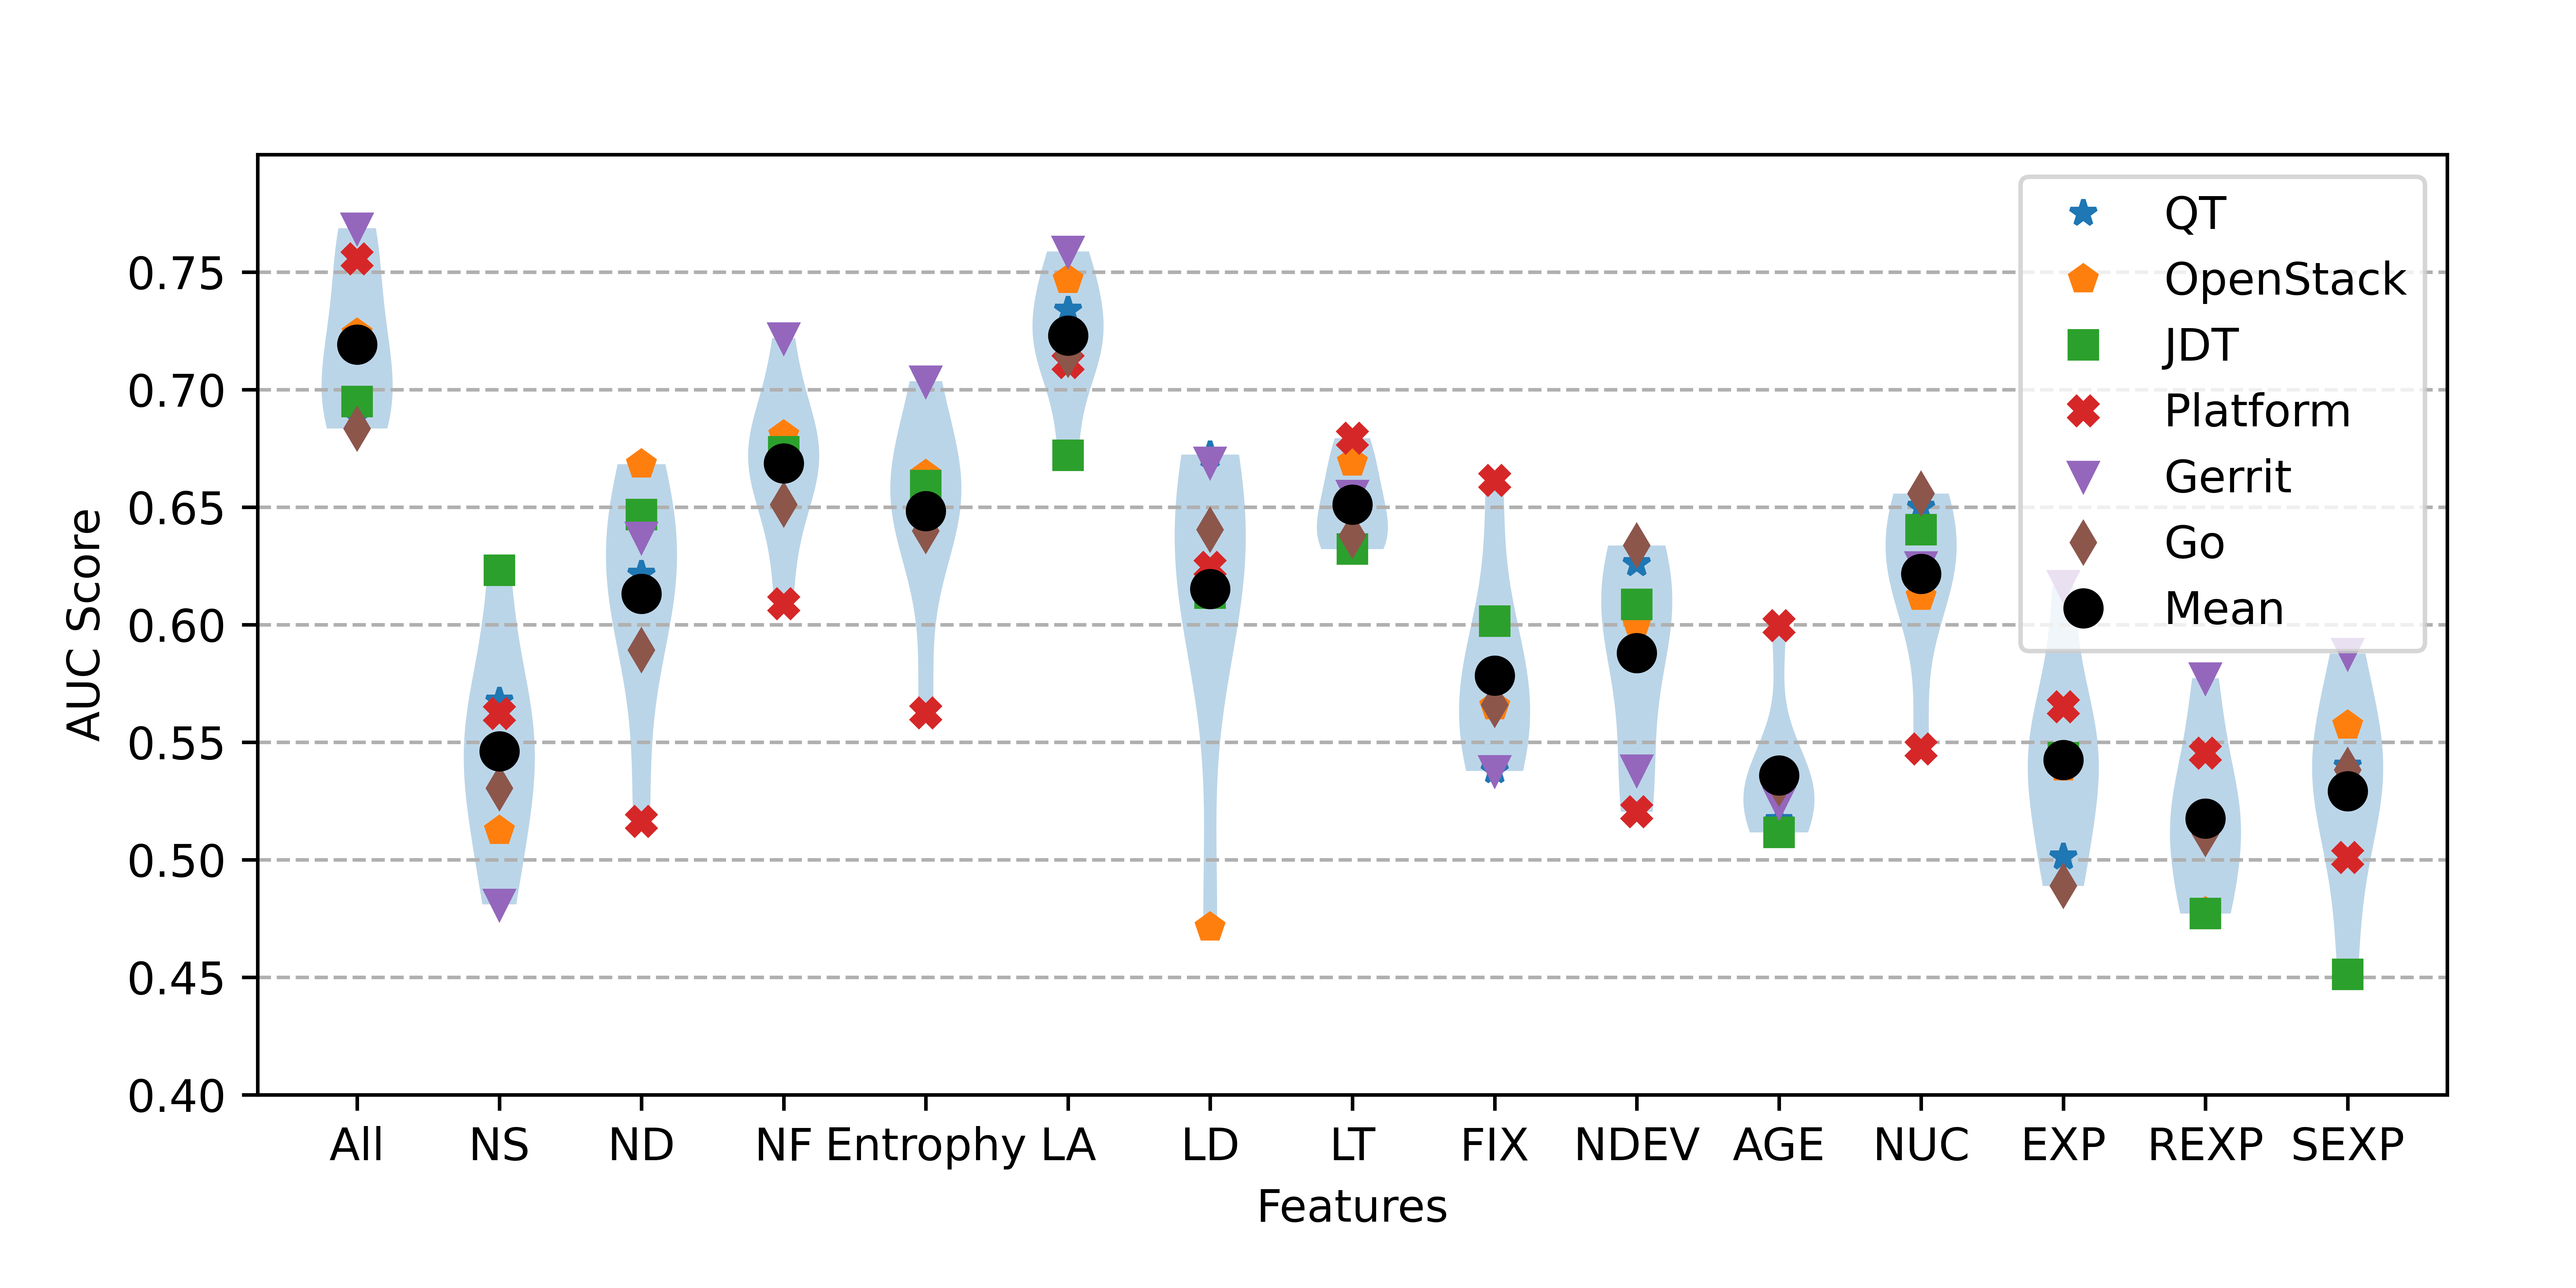 AUC Score
0.75
0.70
0.65
0.60
0.55
0.50
0.45
0.40
QT
OpenStack
JDT
Platform
Gerrit
Go
Mean
All NS ND NF Entrophy LA LD LT FIX NDEV AGE NUC EXP REXP SEXP
Features